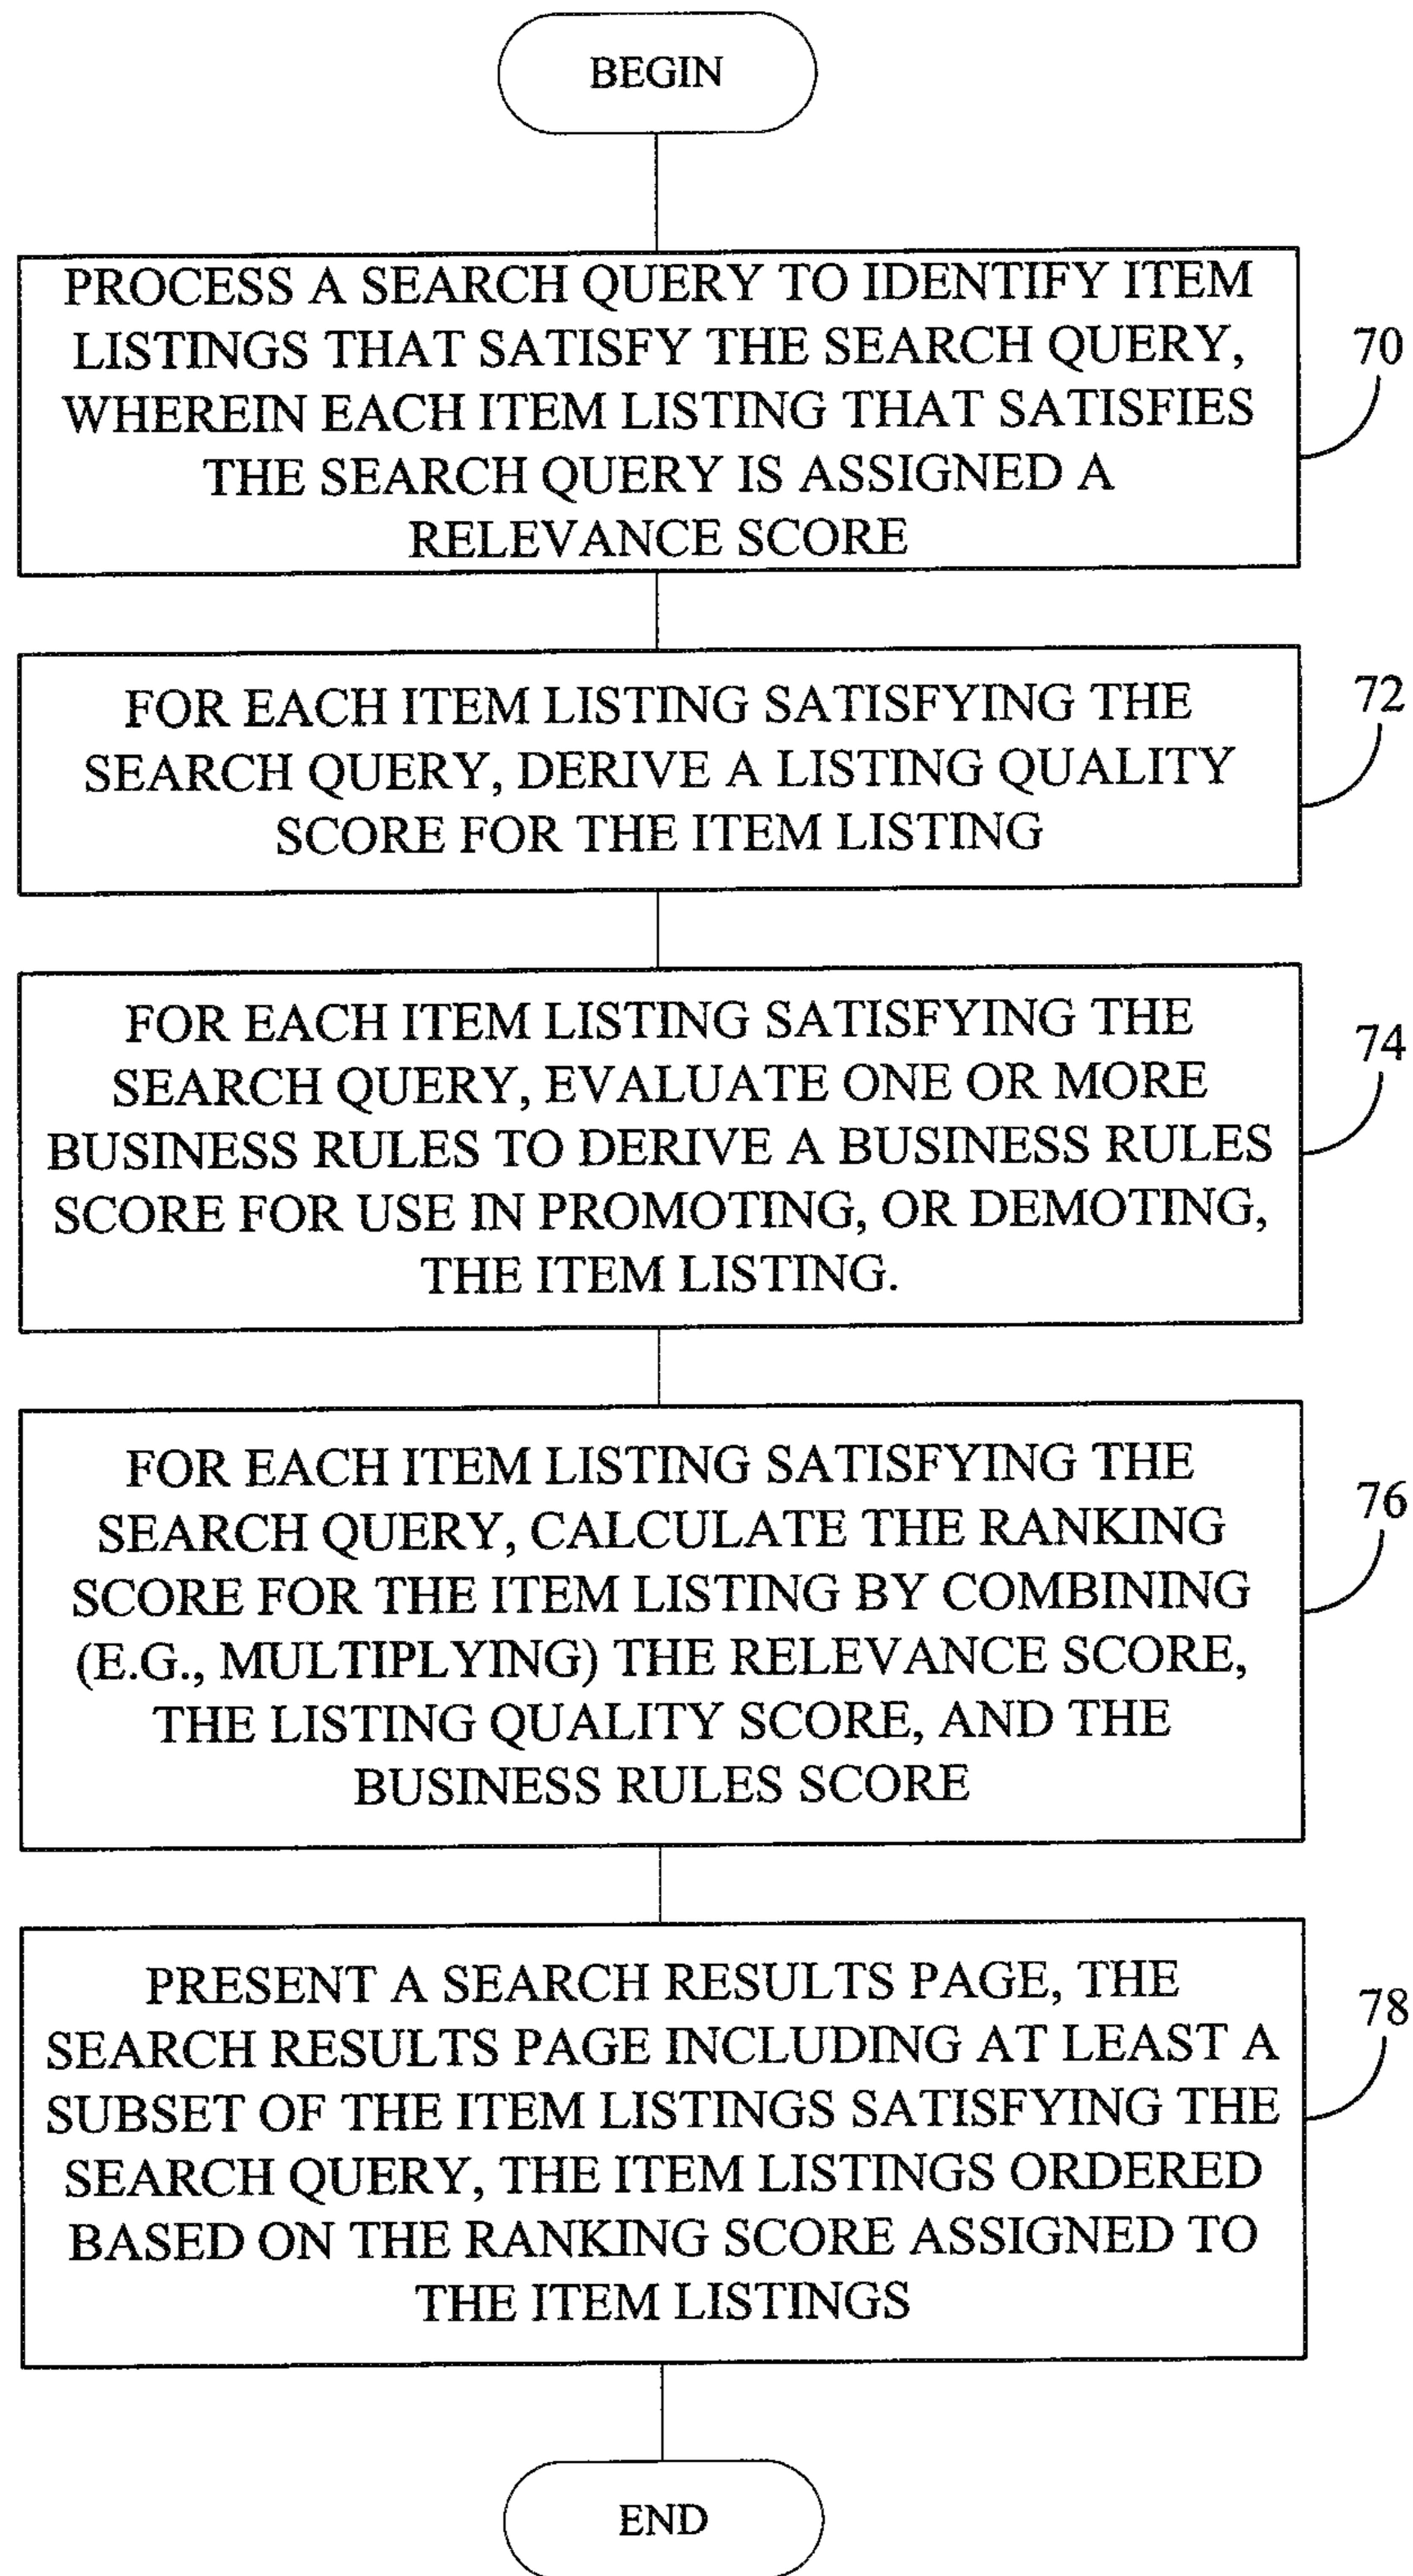 BEGIN
PROCESS A SEARCH QUERY TO IDENTIFY ITEM
LISTINGS THAT SATISFY THE SEARCH QUERY,
WHEREIN EACH ITEM LISTING THAT SATISFIES
THE SEARCH QUERY IS ASSIGNED A
RELEVANCE SCORE
70
FOR EACH ITEM LISTING SATISFYING THE
SEARCH QUERY, DERIVE A LISTING QUALITY
SCORE FOR THE ITEM LISTING
72
FOR EACH ITEM LISTING SATISFYING THE
SEARCH QUERY, EVALUATE ONE OR MORE
BUSINESS RULES TO DERIVE A BUSINESS RULES
SCORE FOR USE IN PROMOTING, OR DEMOTING,
THE ITEM LISTING.
74
FOR EACH ITEM LISTING SATISFYING THE
SEARCH QUERY, CALCULATE THE RANKING
SCORE FOR THE ITEM LISTING BY COMBINING
(E.G., MULTIPLYING) THE RELEVANCE SCORE,
THE LISTING QUALITY SCORE, AND THE
BUSINESS RULES SCORE
76
PRESENT A SEARCH RESULTS PAGE, THE
SEARCH RESULTS PAGE INCLUDING AT LEAST A
SUBSET OF THE ITEM LISTINGS SATISFYING THE
SEARCH QUERY, THE ITEM LISTINGS ORDERED
BASED ON THE RANKING SCORE ASSIGNED TO
THE ITEM LISTINGS
78
END